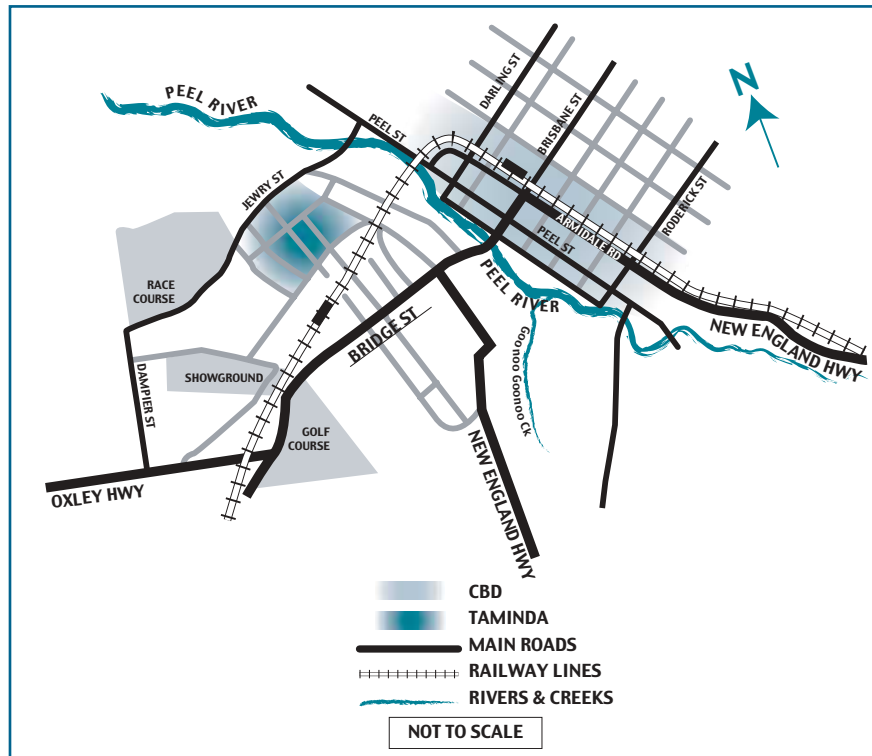 PEEL RIVER
PEEL ST
DARLING ST
BRISBANE ST
N
RODERICK ST
JEWRY ST
ARMIDALE RD
PEEL ST
PEEL RIVER
RACE
COURSE
BRIDGE ST
Goonoo Goonoo Ck
NEW ENGLAND HWY
DAMPIER ST
SHOWGROUND
GOLF
COURSE
NEW ENGLAND HWY
OXLEY HWY
CBD
TAMINDA
MAIN ROADS
RAILWAY LINES
RIVERS & CREEKS
NOT TO SCALE